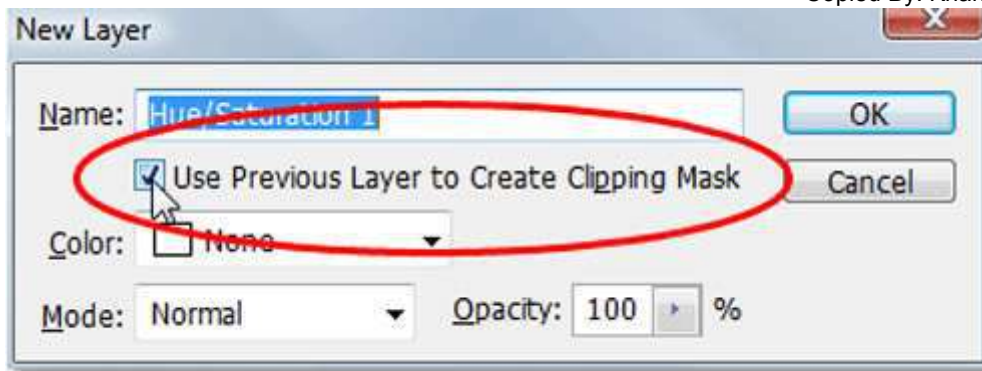 New Layer
Name: Hue/Saturation 1
OK
Use Previous Layer to Create Clipping Mask
Cancel
Color: None
Mode: Normal
Opacity: 100 %